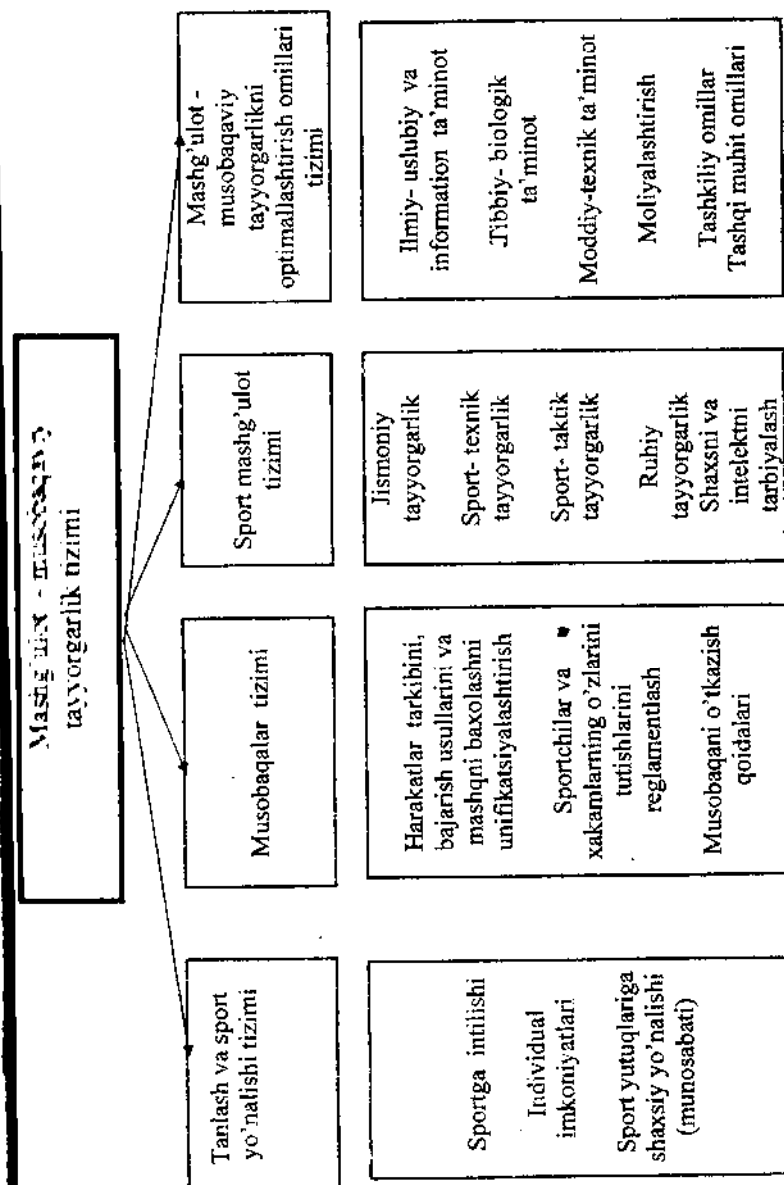 Mashg'ulot - musobaqaviy
tayyorgarlik tizimi
Tanlash va sport
yo'nalishi tizimi
Musobaqalar tizimi
Sport mashg'ulot
tizimi
Mashg'ulot -
musobaqaviy
tayyorgarlikni
optimallashtirish omillari
tizimi
Sportga intilishi
Individual
imkoniyatlari
Sport yutuqlariga
shaxsiy yo'nalishi
(munosabati)
Harakatlar tarkibini,
bajarish usullarini va
mashqni baxolashni
unifikatsiyalashtirish
Sportchilar va
xakamlarning o'zlarini
tutishlarini
reglamentlash
Musobaqani o'tkazish
qoidalari
Jismoniy
tayyorgarlik
Sport- texnik
tayyorgarlik
Sport- taktik
tayyorgarlik
Ruhiy
tayyorgarlik
Shaxsni va
intelektni
tarbiyalash
Ilmiy- uslubiy va
information ta'minot
Tibbiy- biologik
ta'minot
Moddiy-texnik ta'minot
Moliyalashtirish
Tashkiliy omillar
Tashqi muhit omillari